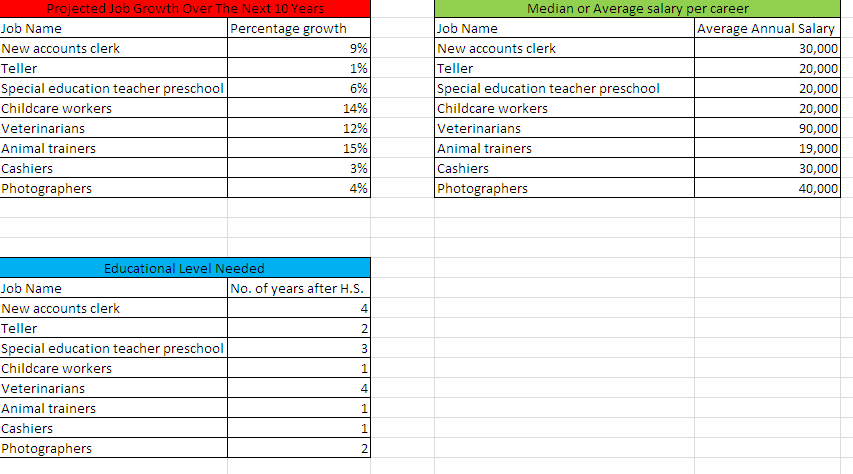 Projected Job Growth Over The Next 10 Years
Job Name Percentage growth
New accounts clerk 9%
Teller 1%
Special education teacher preschool 6%
Childcare workers 14%
Veterinarians 12%
Animal trainers 15%
Cashiers 3%
Photographers 4%
Median or Average salary per career
Job Name Average Annual Salary
New accounts clerk 30,000
Teller 20,000
Special education teacher preschool 20,000
Childcare workers 20,000
Veterinarians 90,000
Animal trainers 19,000
Cashiers 30,000
Photographers 40,000
Educational Level Needed
Job Name No. of years after H.S.
New accounts clerk 4
Teller 2
Special education teacher preschool 3
Childcare workers 1
Veterinarians 4
Animal trainers 1
Cashiers 1
Photographers 2